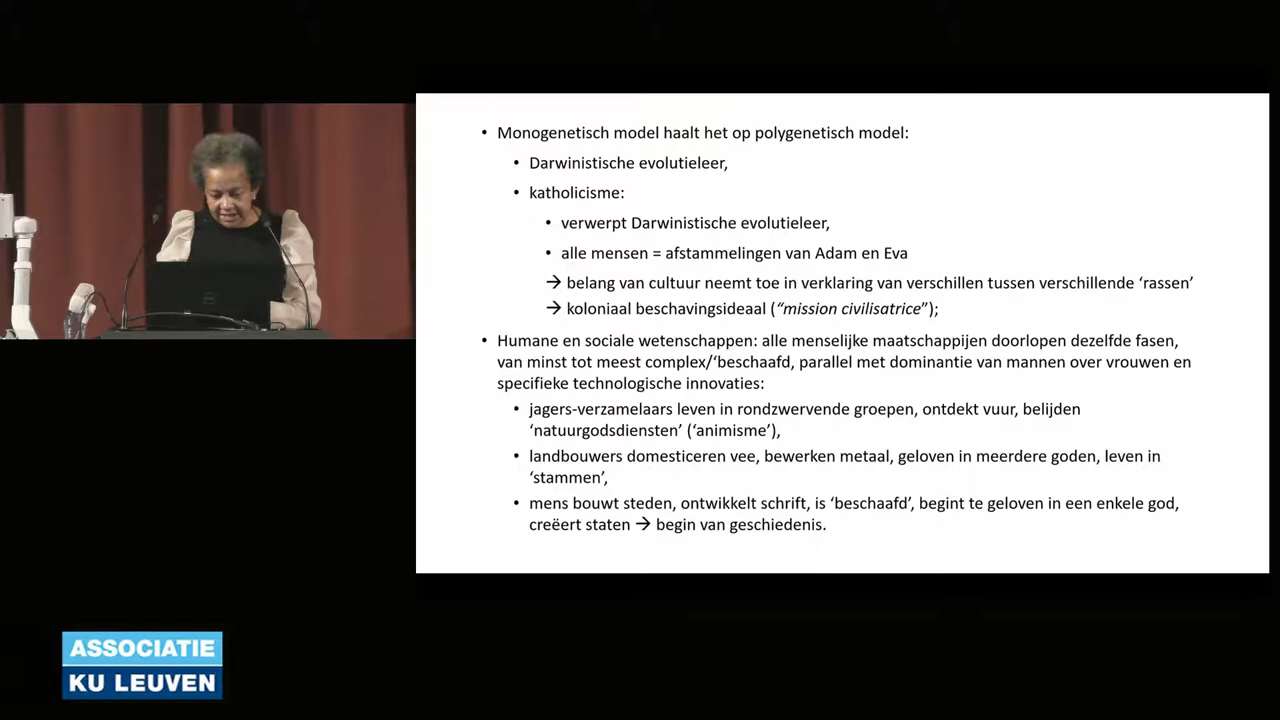 • Monogenetisch model haalt het op polygenetisch model:
• Darwinistische evolutieleer,
• katholicisme:
• verwerpt Darwinistische evolutieleer,
• alle mensen = afstammelingen van Adam en Eva
→ belang van cultuur neemt toe in verklaring van verschillen tussen verschillende ‘rassen’
→ koloniaal beschavingsideaal (“mission civilisatrice”);
• Humane en sociale wetenschappen: alle menselijke maatschappijen doorlopen dezelfde fasen,
van minst tot meest complex/‘beschaafd, parallel met dominantie van mannen over vrouwen en
specifieke technologische innovaties:
• jagers-verzamelaars leven in rondzwervende groepen, ontdekt vuur, belijden
‘natuurgodsdiensten’ (‘animisme’),
• landbouwers domesticeren vee, bewerken metaal, geloven in meerdere goden, leven in
‘stammen’,
• mens bouwt steden, ontwikkelt schrift, is ‘beschaafd’, begint te geloven in een enkele god,
creëert staten → begin van geschiedenis.
ASSOCIATIE
KU LEUVEN